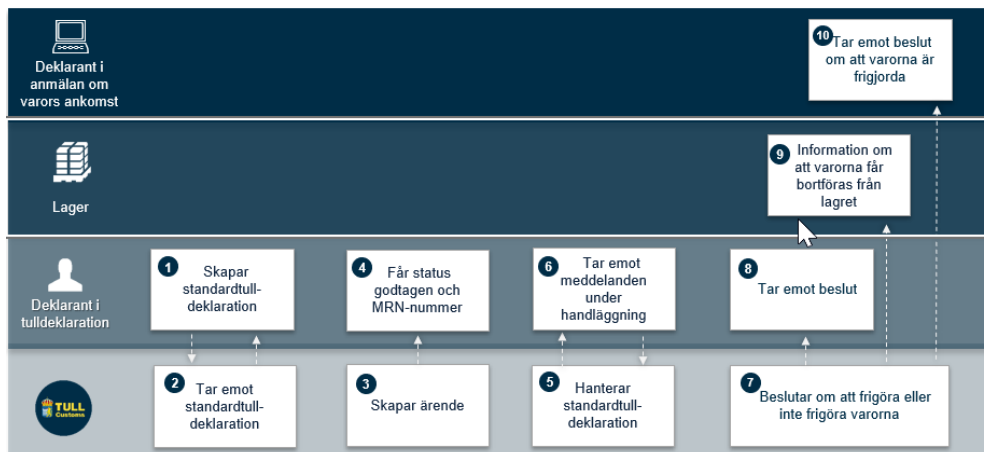 Deklarant i
anmälan om
varors ankomst
10
Tar emot beslut
om att varorna är
frigjorda
Lager
9
Information om
att varorna får
bortföras från
lagret
Deklarant i
tulldeklaration
1
Skapar
standardtull-
deklaration
4
Får status
godtagen och
MRN-nummer
6
Tar emot
meddelanden
under
handläggning
8
Tar emot beslut
TULL
Customs
2
Tar emot
standardtull-
deklaration
3
Skapar ärende
5
Hanterar
standardtull-
deklaration
7
Beslutar om att frigöra eller
inte frigöra varorna